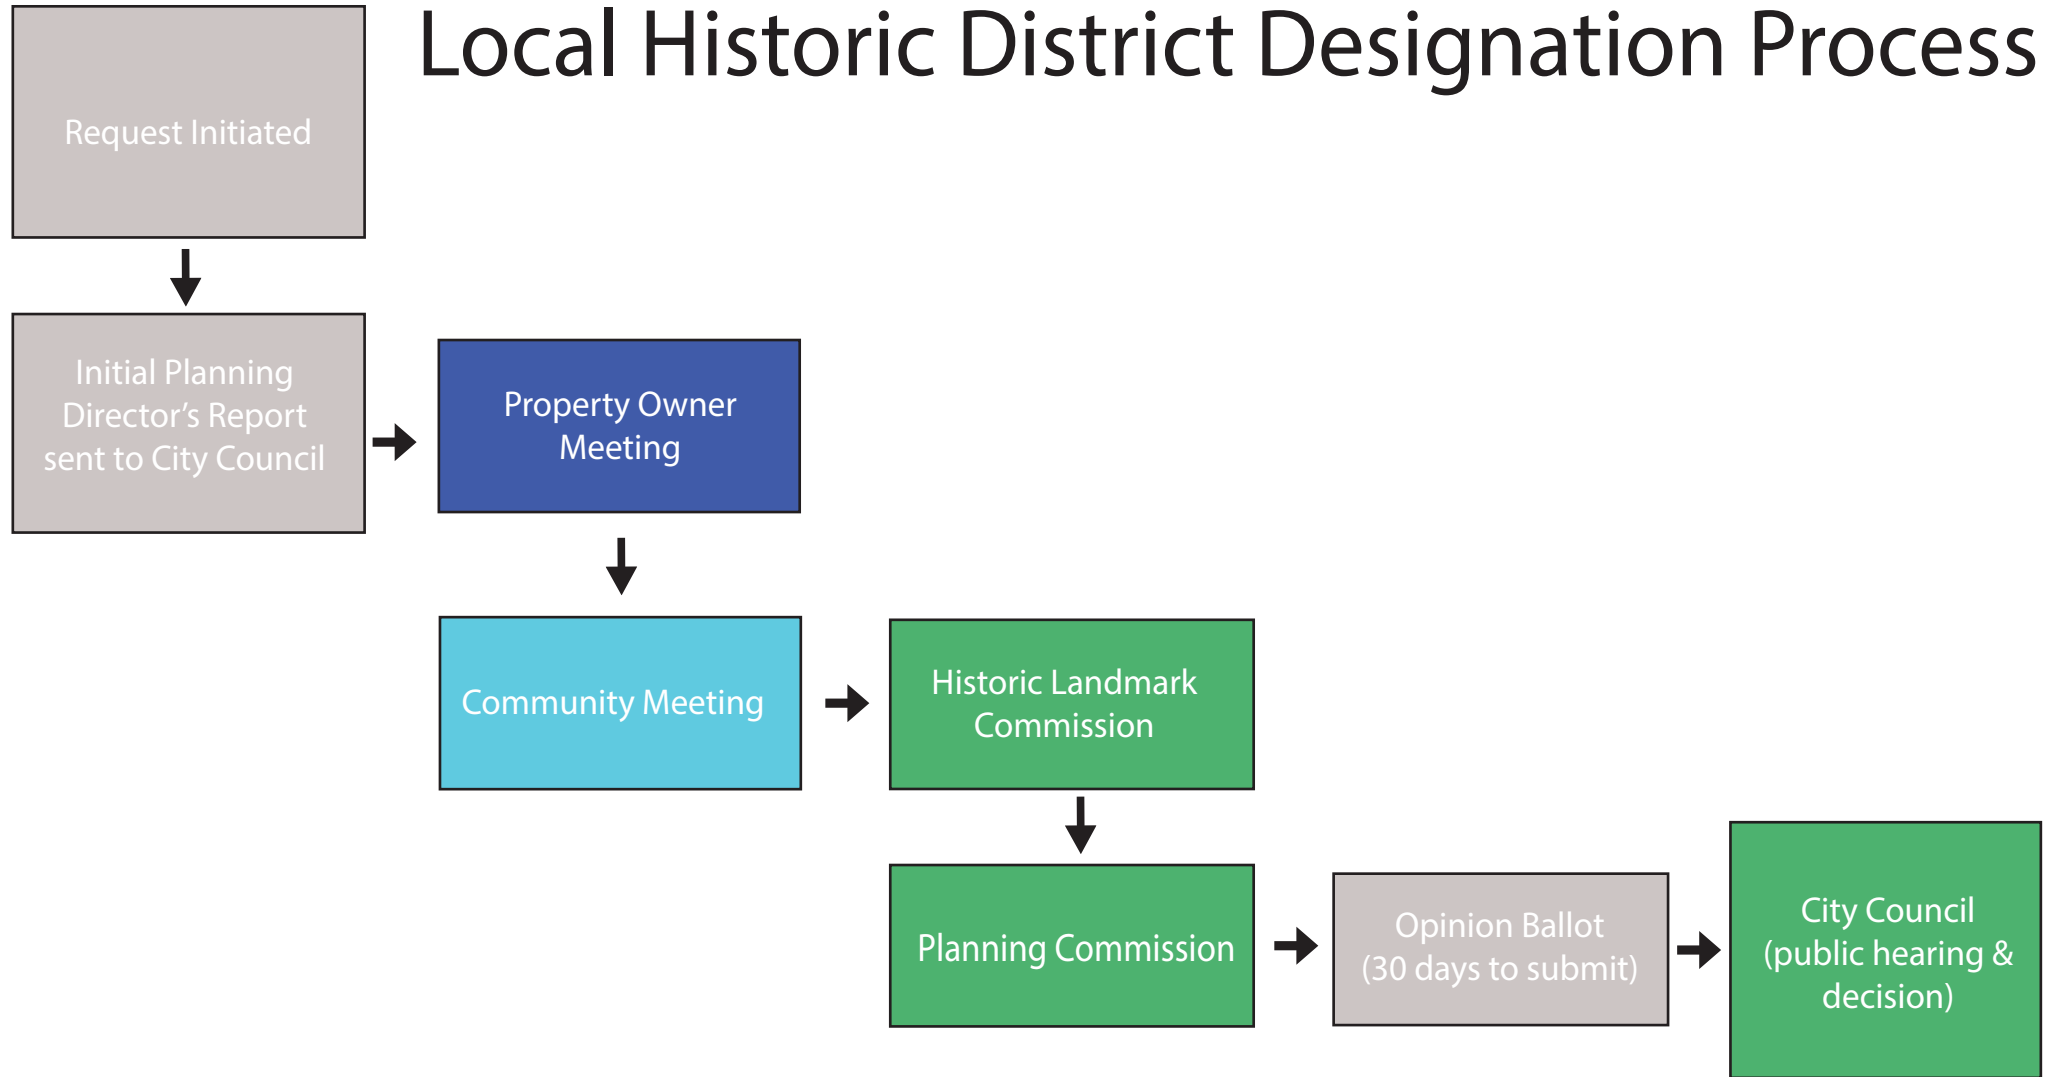 Local Historic District Designation Process
Request Initiated
Initial Planning
Director’s Report
sent to City Council
Property Owner
Meeting
Community Meeting
Historic Landmark
Commission
Planning Commission
Opinion Ballot
(30 days to submit)
City Council
(public hearing &
decision)